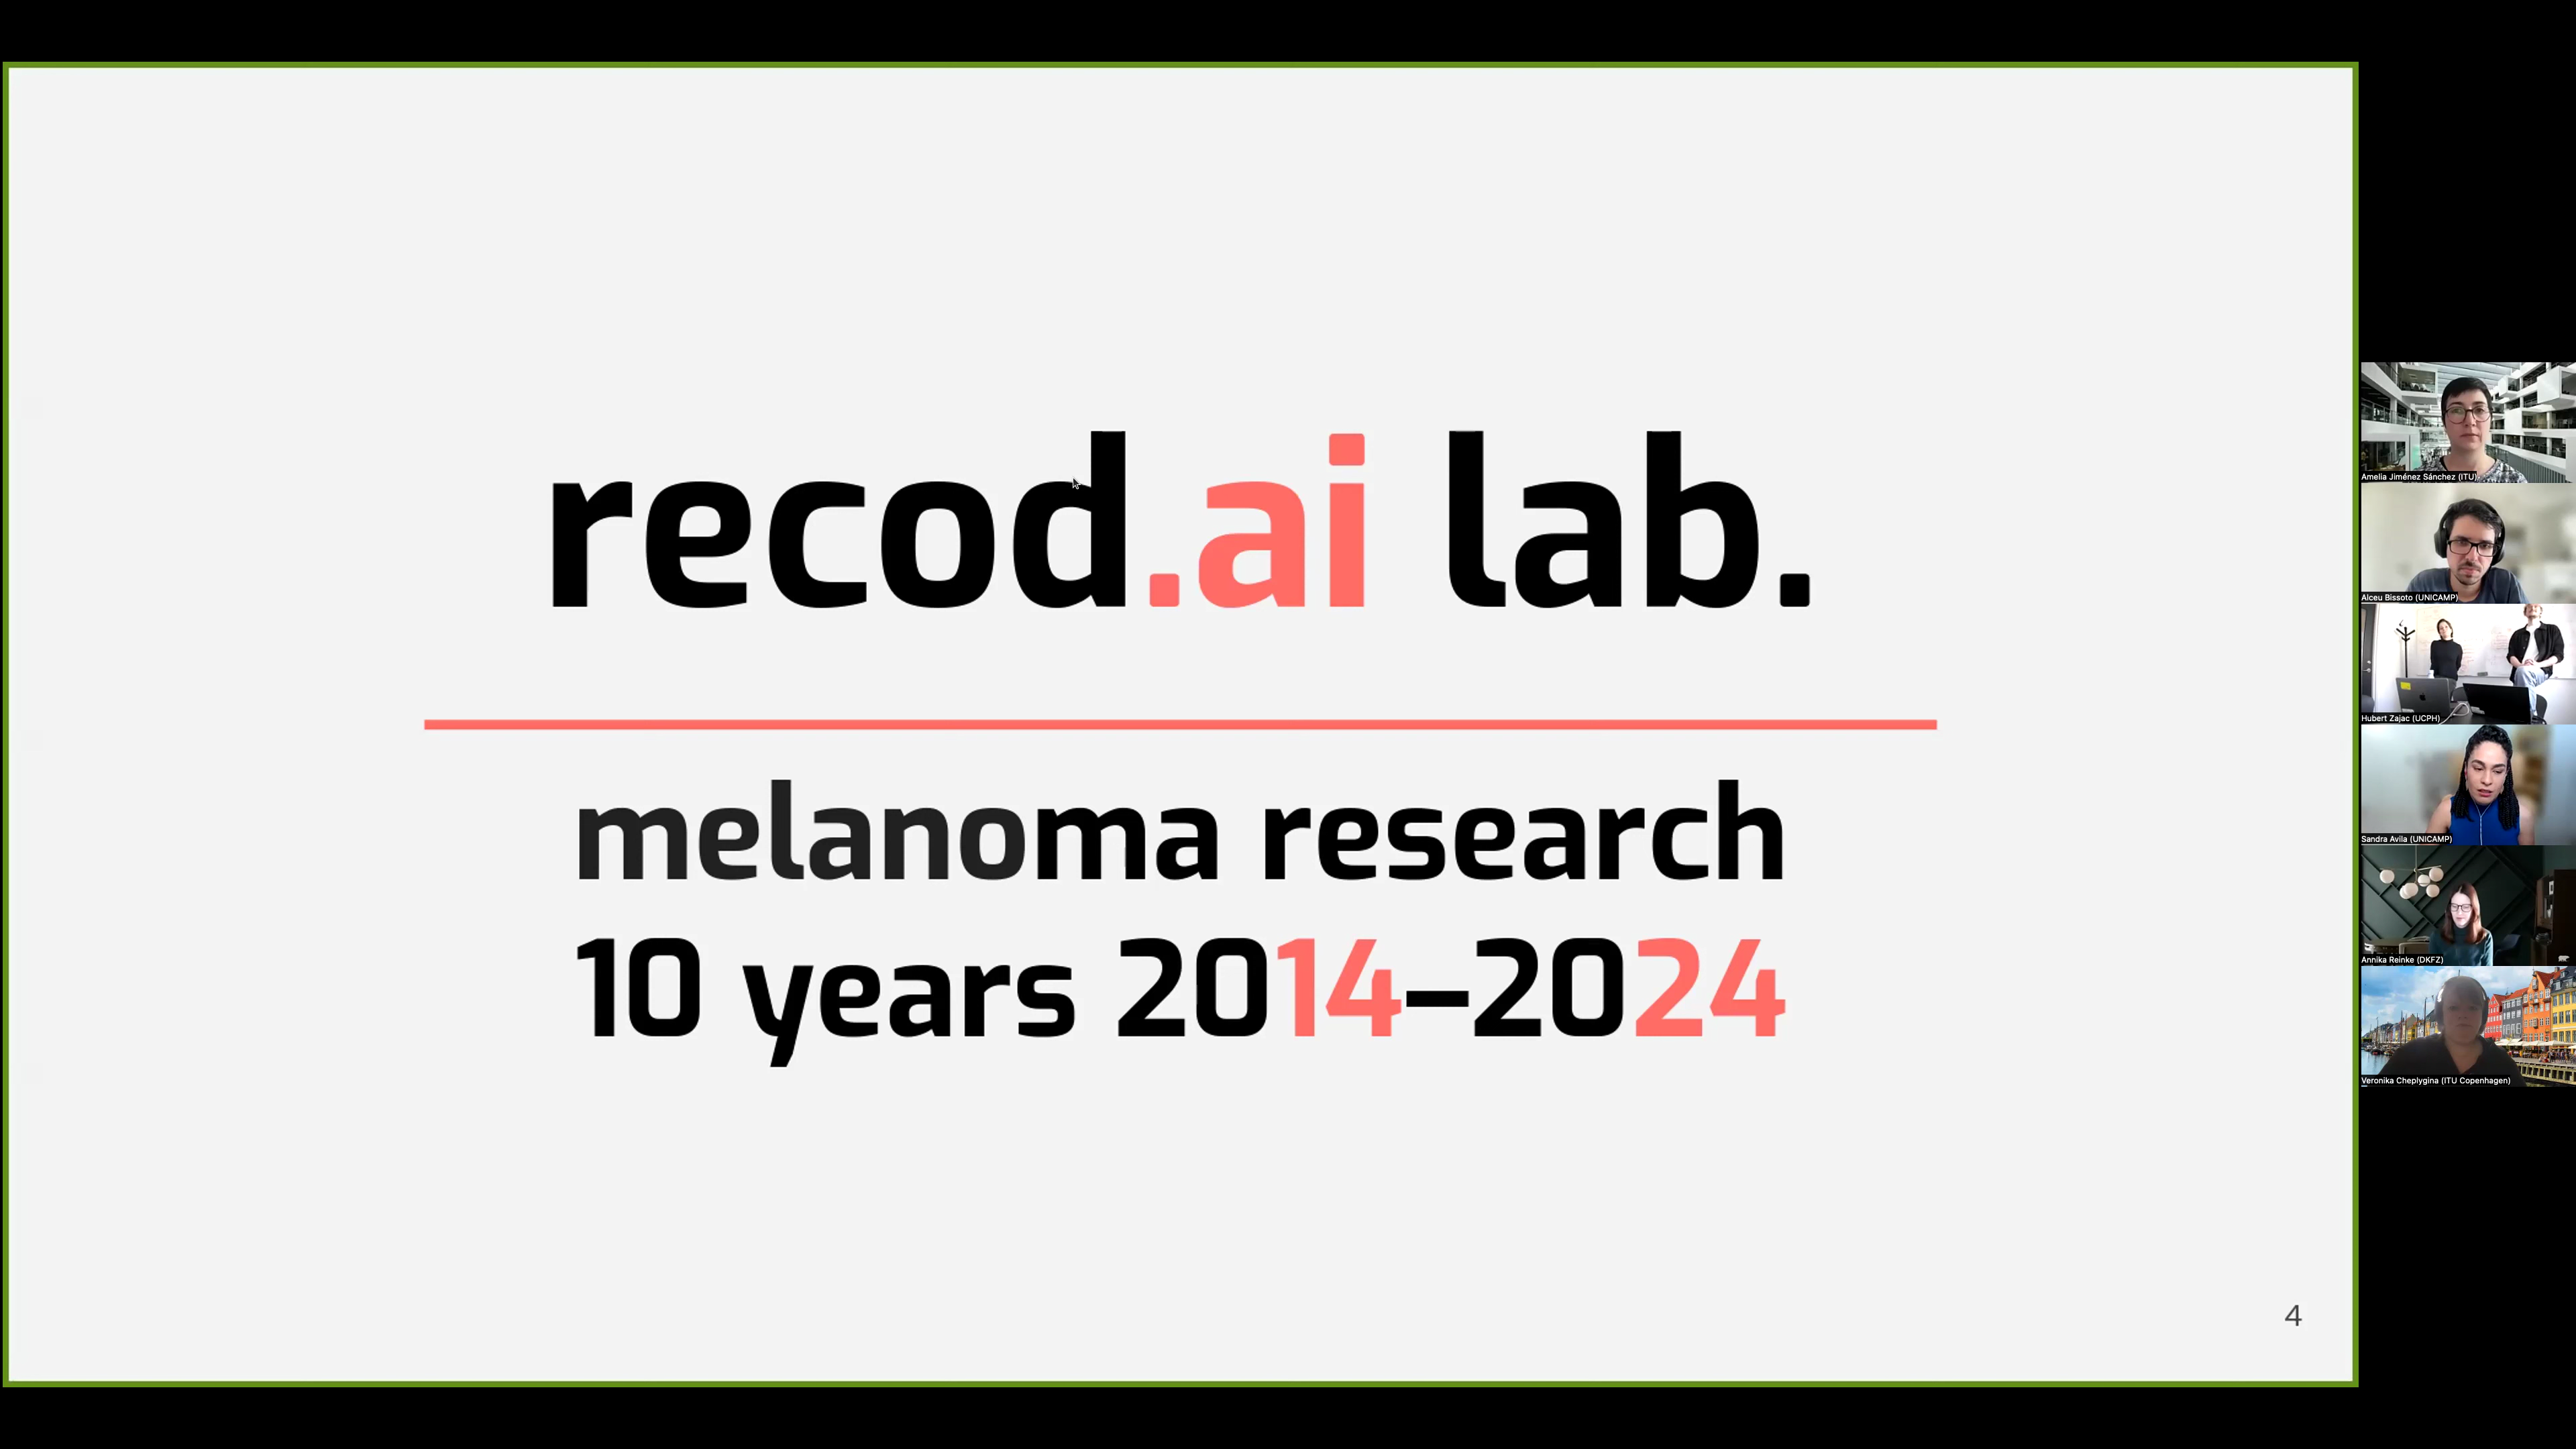 recod.ai lab.
melanoma research
10 years 2014–2024
4
Amelia Jiménez Sánchez (ITU)
Alceu Bissoto (UNICAMP)
Hubert Zajac (UCPH)
Sandra Avila (UNICAMP)
Annika Reinke (DKFZ)
Veronika Cheplygina (ITU Copenhagen)